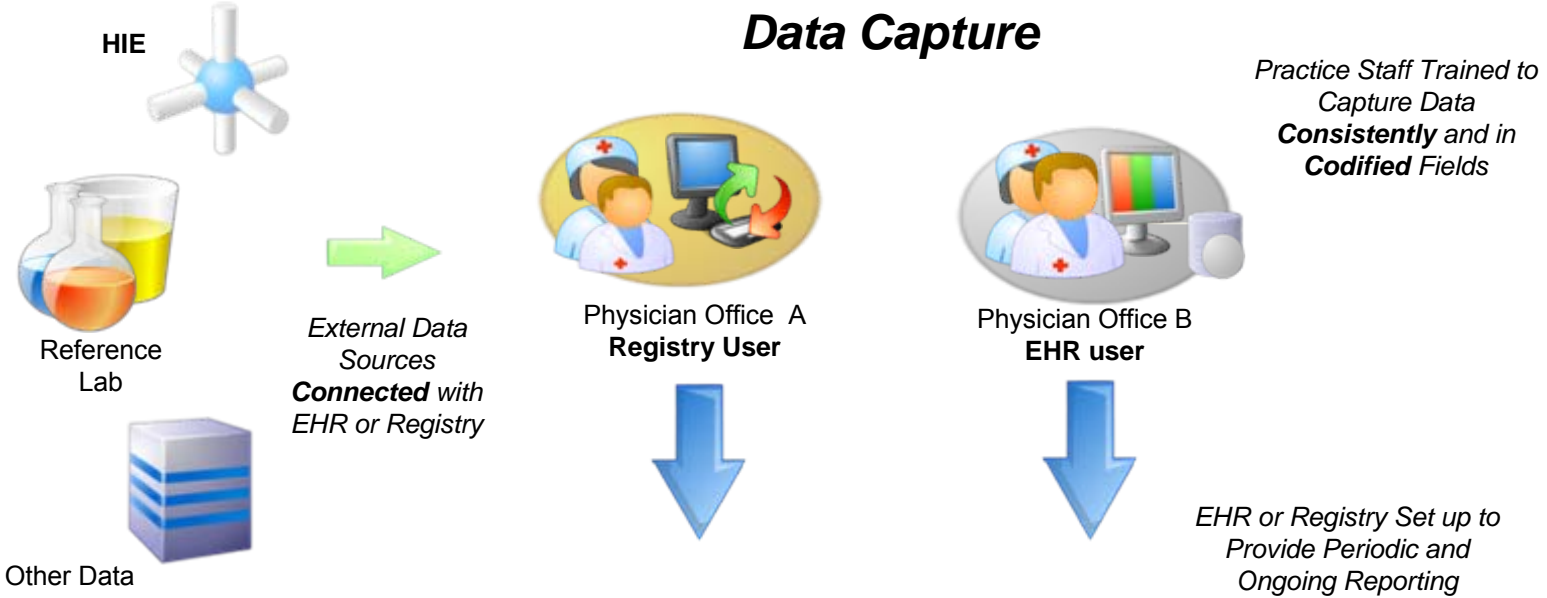 Data Capture
HIE
Reference
Lab
Other Data
External Data
Sources
Connected with
EHR or Registry
Physician Office A
Registry User
Physician Office B
EHR user
Practice Staff Trained to
Capture Data
Consistently and in
Codified Fields
EHR or Registry Set up to
Provide Periodic and
Ongoing Reporting